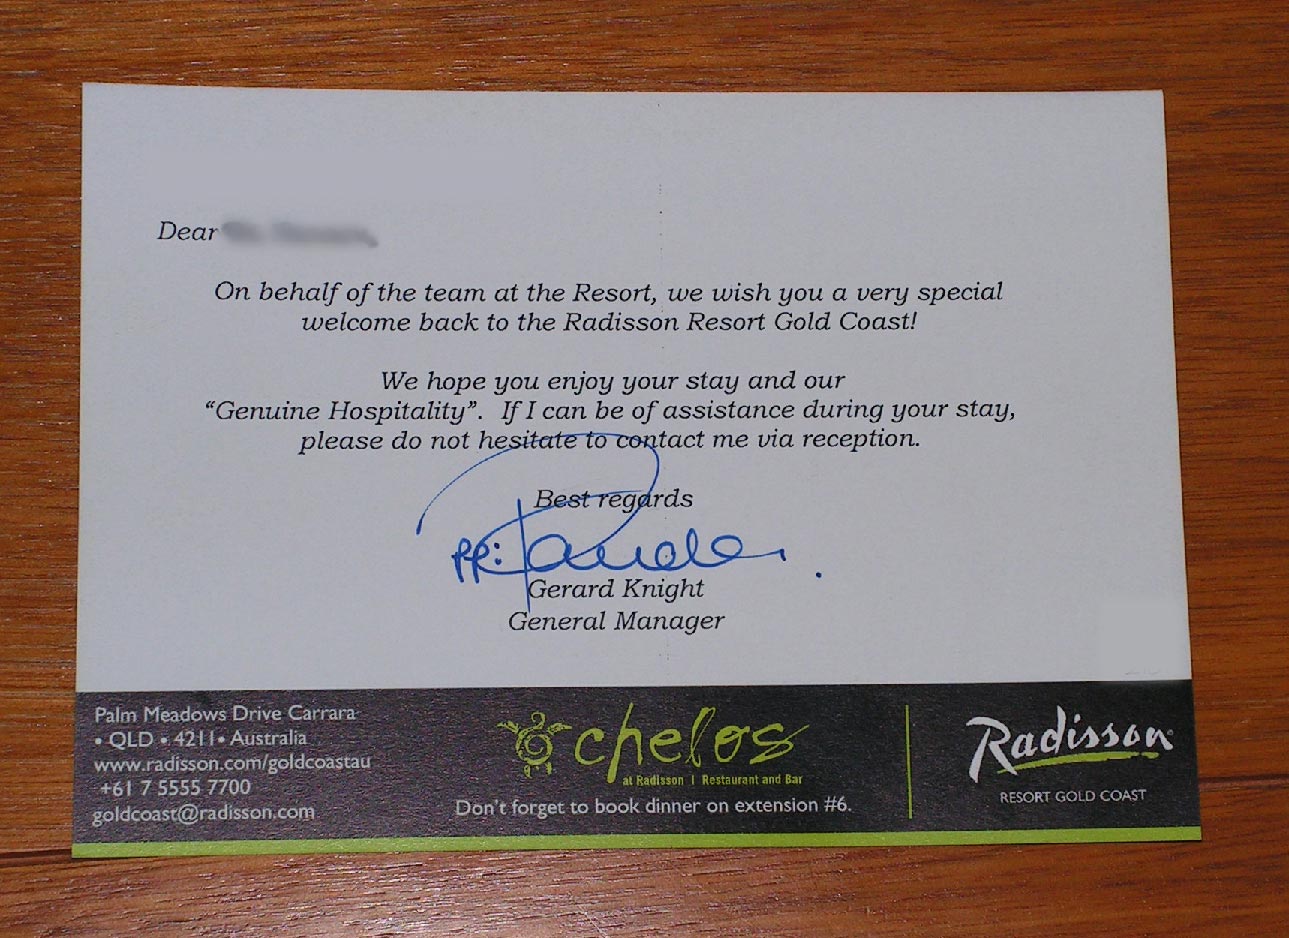 Dear
On behalf of the team at the Resort, we wish you a very special
welcome back to the Radisson Resort Gold Coast!
We hope you enjoy your stay and our
“Genuine Hospitality”. If I can be of assistance during your stay,
please do not hesitate to contact me via reception.
Best regards
PP:
Gerard Knight
General Manager
Palm Meadows Drive Carrara
• QLD • 4211 • Australia
www.radisson.com/goldcoastau
+61 7 5555 7700
goldcoast@radisson.com
chelos
at Radisson | Restaurant and Bar
Don't forget to book dinner on extension #6.
Radisson
RESORT GOLD COAST